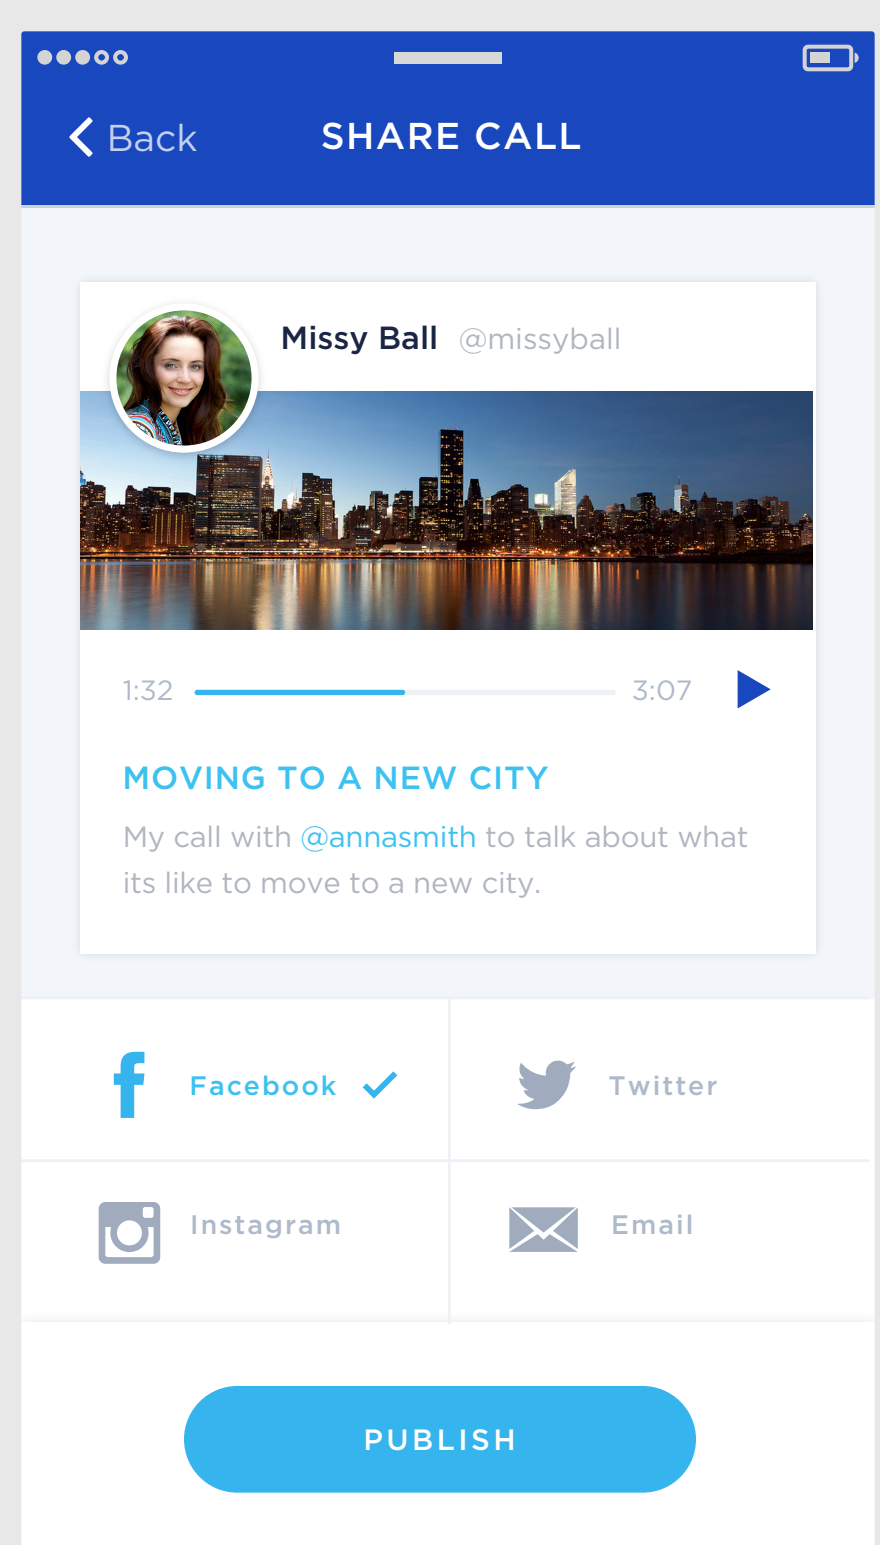 Back
SHARE CALL
Missy Ball @missyball
1:32
3:07
MOVING TO A NEW CITY
My call with @annasmith to talk about what
its like to move to a new city.
Facebook
Twitter
Instagram
Email
PUBLISH